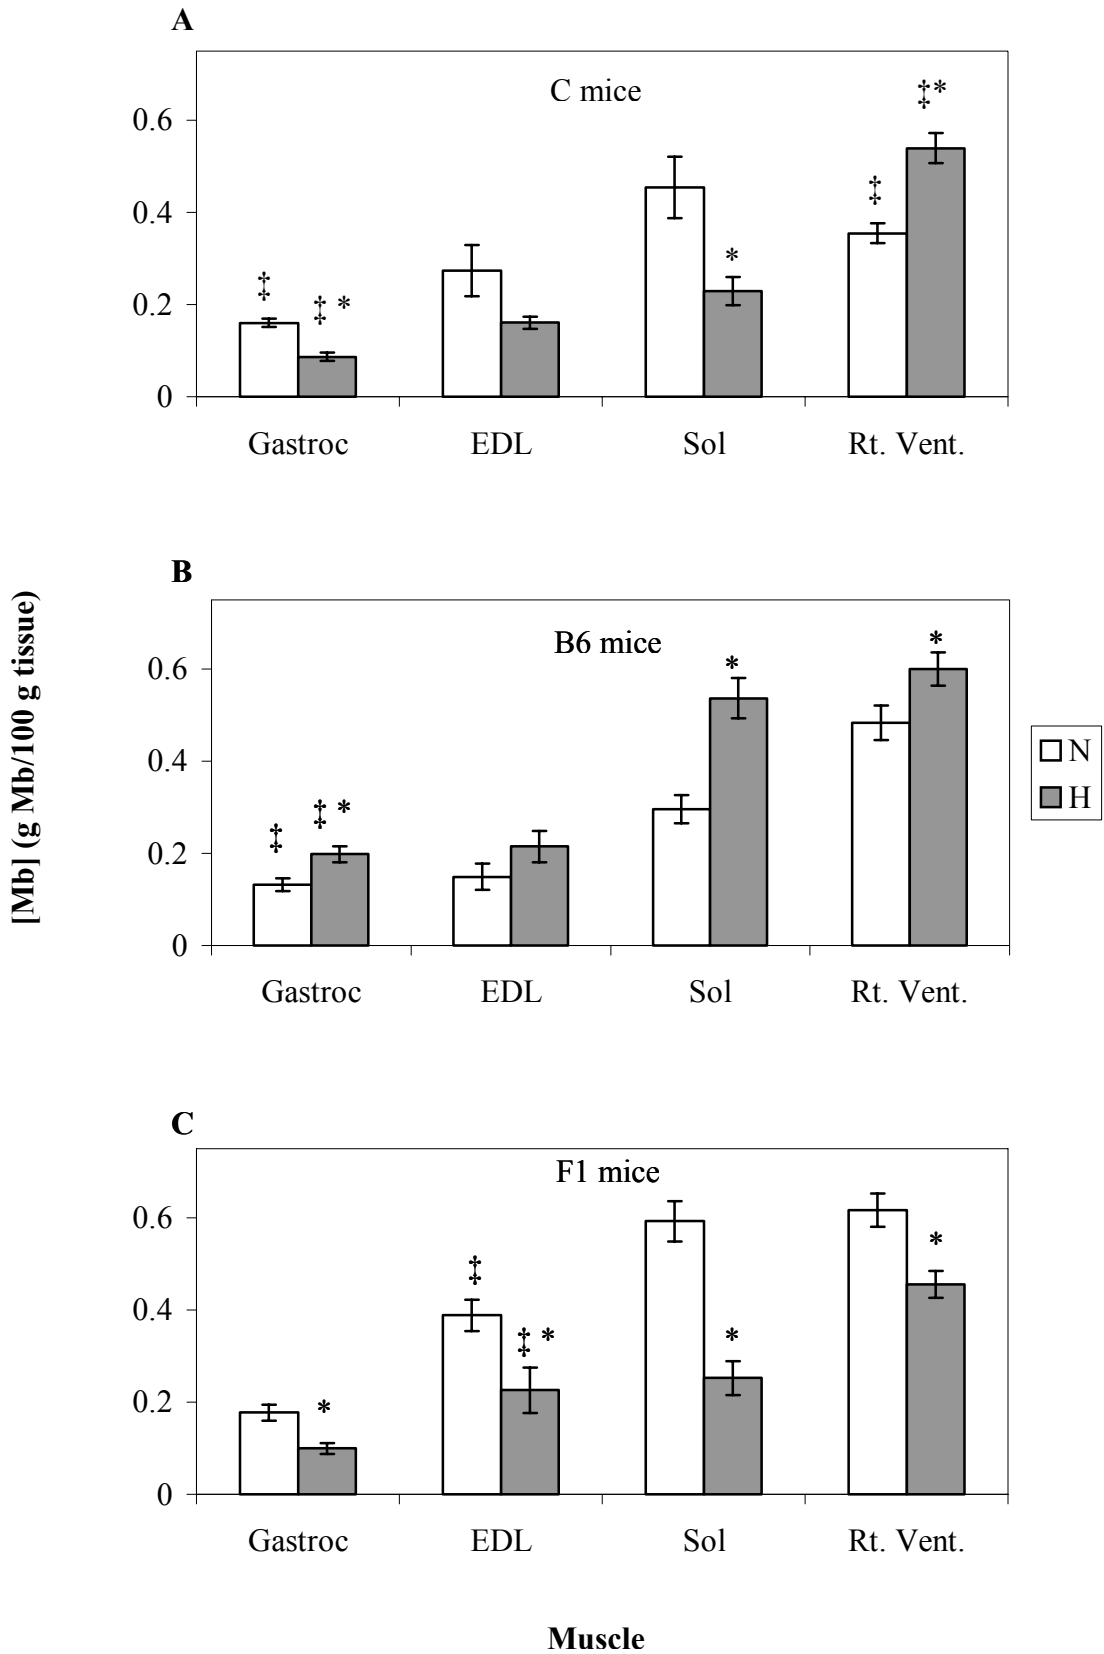 A
C mice
‡*
0.6
‡
0.4
*
‡
‡ *
0.2
0
Gastroc EDL Sol Rt. Vent.
B
B6 mice
*
*
0.6
N
H
0.4
‡ *
‡
0.2
0
Gastroc EDL Sol Rt. Vent.
[Mb] (g Mb/100 g tissue)
C
F1 mice
0.6
*
‡
0.4
‡ *
*
*
0.2
0
Gastroc EDL Sol Rt. Vent.
Muscle